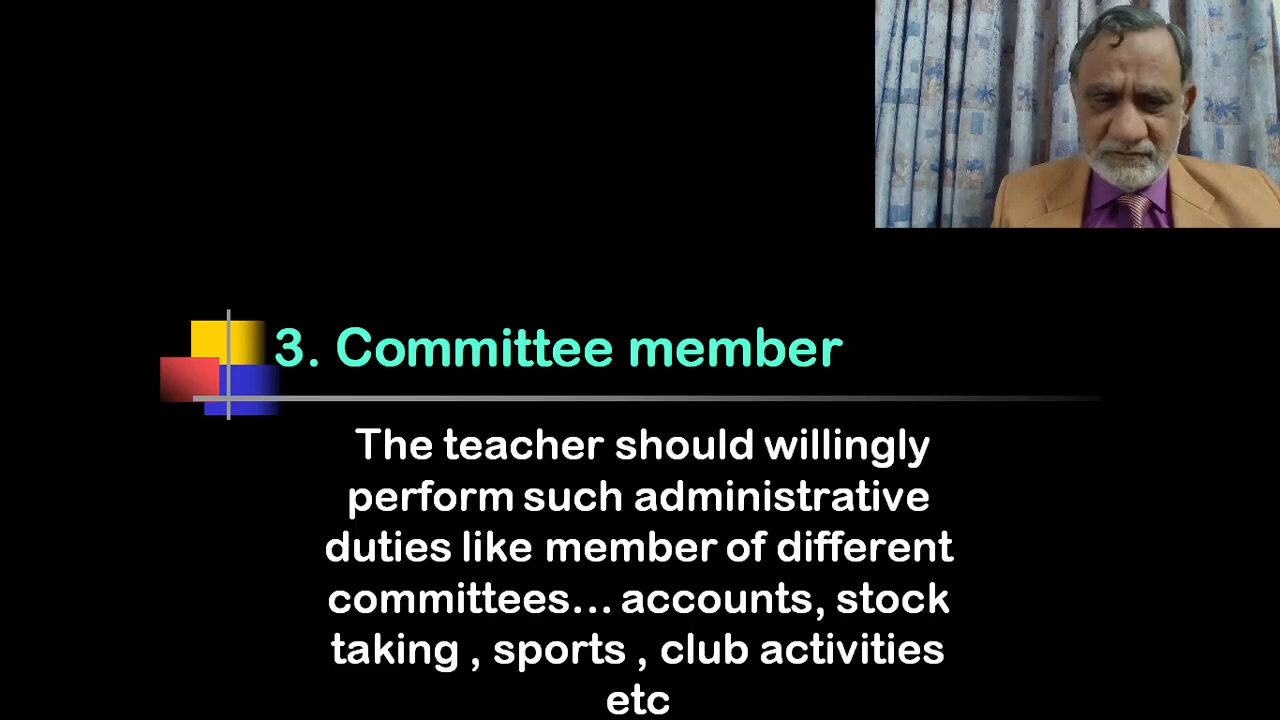 3. Committee member
The teacher should willingly
perform such administrative
duties like member of different
committees... accounts, stock
taking , sports , club activities
etc